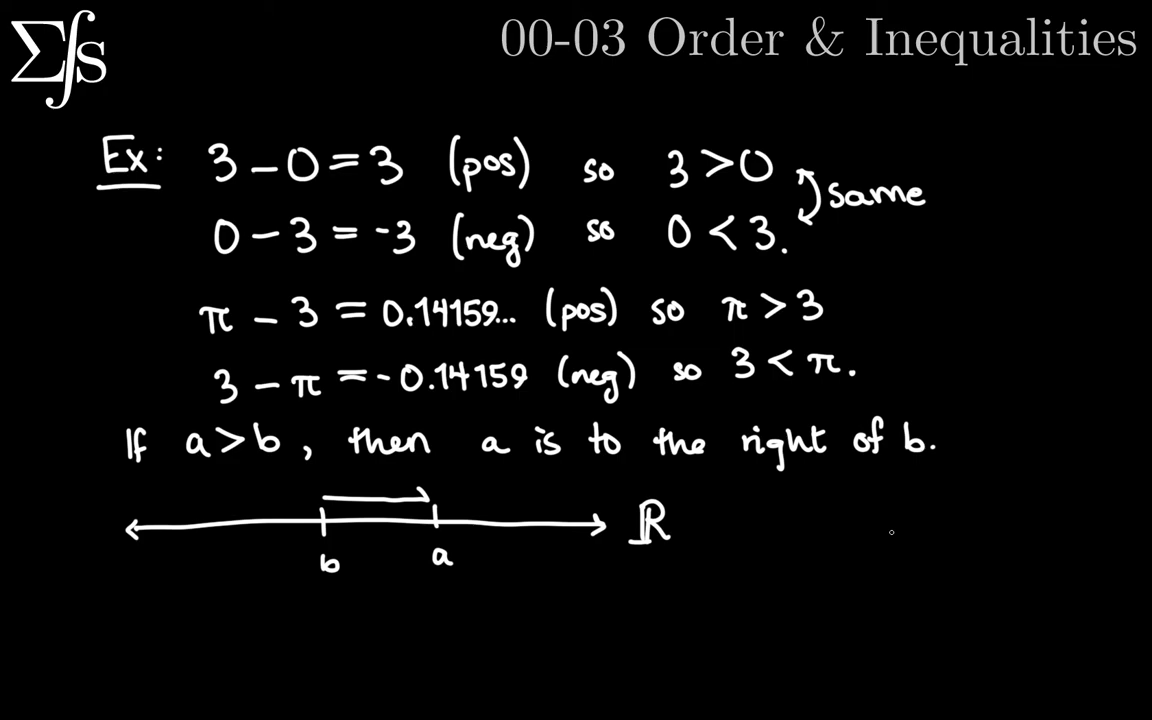 Σ∫S
00-03 Order & Inequalities
Ex: 3 - 0 = 3 (pos) so 3 > 0
same
0 - 3 = -3 (neg) so 0 < 3.
π - 3 = 0.14159... (pos) so π > 3
3 - π = -0.14159 (neg) so 3 < π.
If a > b, then a is to the right of b.
ℝ
b a